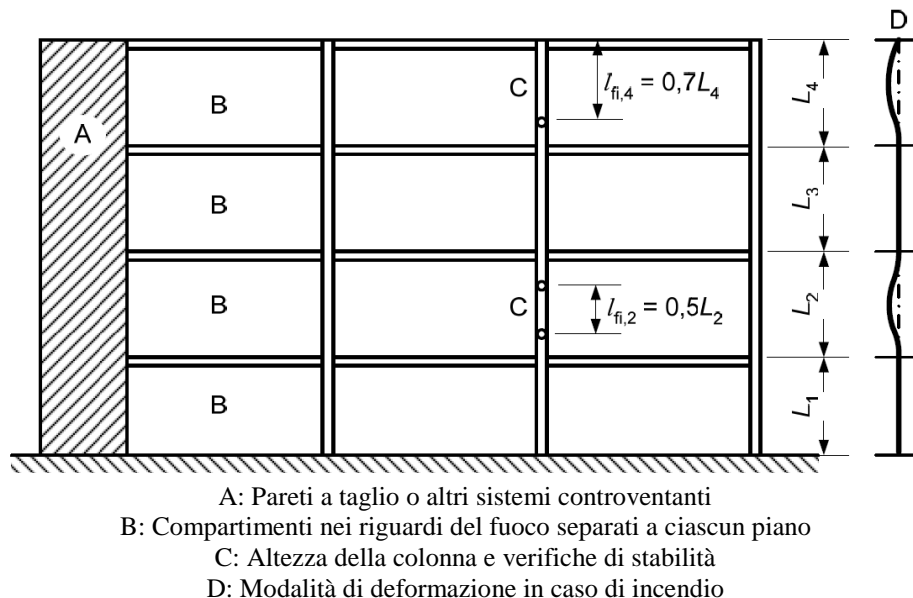 D
C
l_fi,4 = 0,7L_4
L_4
B
A
B
L_3
B
C
l_fi,2 = 0,5L_2
L_2
B
L_1
A: Pareti a taglio o altri sistemi controventanti
B: Compartimenti nei riguardi del fuoco separati a ciascun piano
C: Altezza della colonna e verifiche di stabilità
D: Modalità di deformazione in caso di incendio